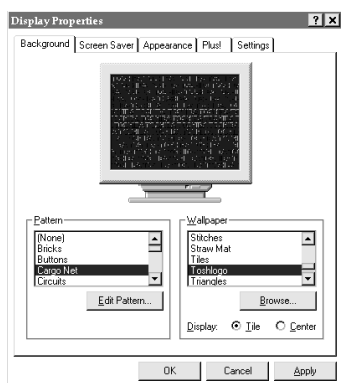 Display Properties
Background Screen Saver Appearance Plus! Settings
Pattern
(None)
Bricks
Buttons
Cargo Net
Circuits
Edit Pattern...
Wallpaper
Stitches
Straw Mat
Tiles
Toshlogo
Triangles
Browse...
Display: Tile Center
OK Cancel Apply